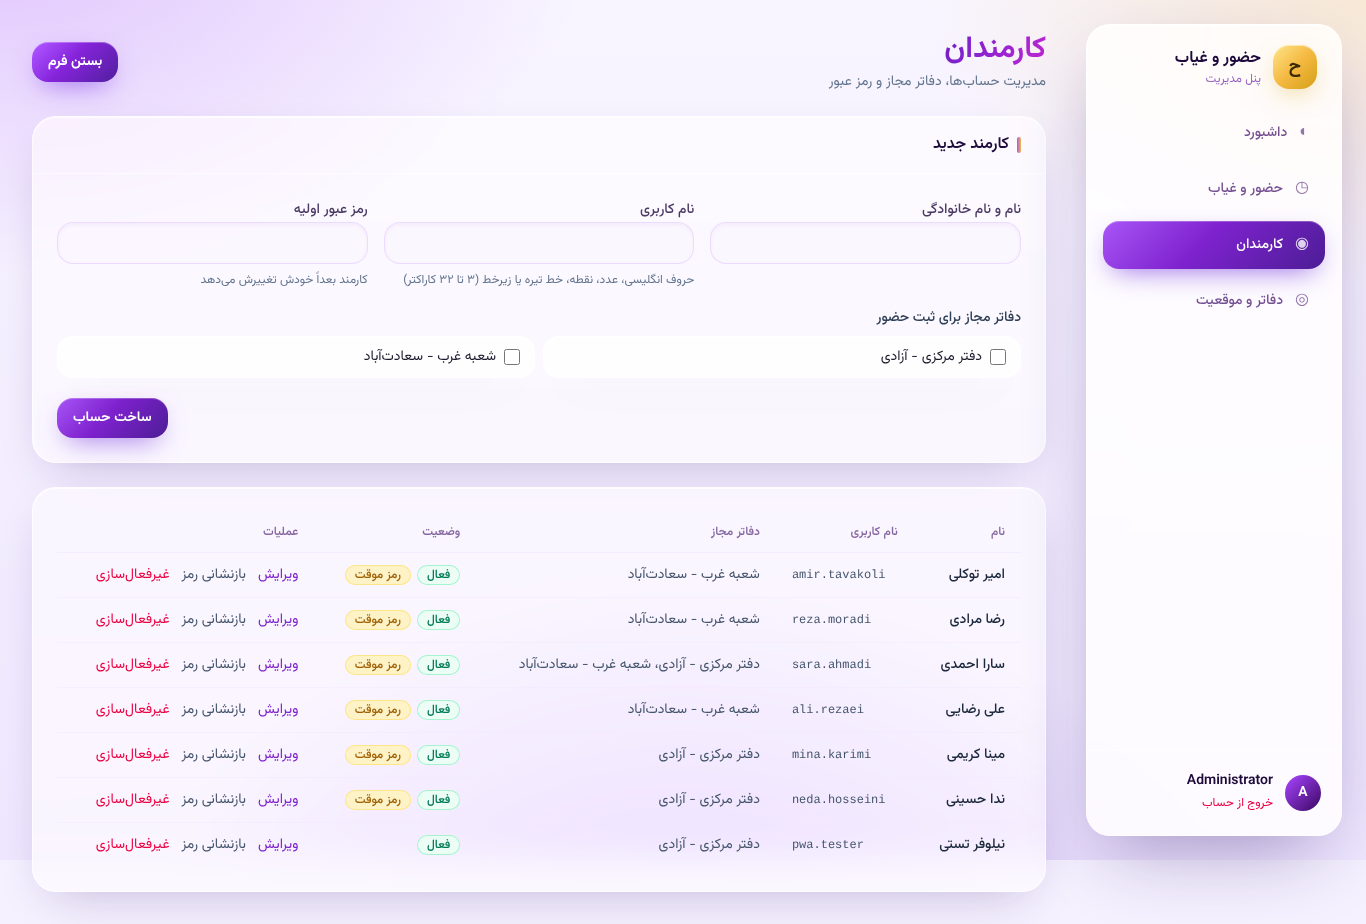 ح
حضور و غیاب
پنل مدیریت
داشبورد
حضور و غیاب
کارمندان
دفاتر و موقعیت
A
Administrator
خروج از حساب
کارمندان
مدیریت حساب‌ها، دفاتر مجاز و رمز عبور
بستن فرم
کارمند جدید
نام و نام خانوادگی
نام کاربری
رمز عبور اولیه
حروف انگلیسی، عدد، نقطه، خط تیره یا زیرخط (۳ تا ۳۲ کاراکتر)
کارمند بعداً خودش تغییرش می‌دهد
دفاتر مجاز برای ثبت حضور
دفتر مرکزی - آزادی
شعبه غرب - سعادت‌آباد
ساخت حساب
نام نام کاربری دفاتر مجاز وضعیت عملیات
امیر توکلی amir.tavakoli شعبه غرب - سعادت‌آباد فعال رمز موقت ویرایش بازنشانی رمز غیرفعال‌سازی
رضا مرادی reza.moradi شعبه غرب - سعادت‌آباد فعال رمز موقت ویرایش بازنشانی رمز غیرفعال‌سازی
سارا احمدی sara.ahmadi دفتر مرکزی - آزادی، شعبه غرب - سعادت‌آباد فعال رمز موقت ویرایش بازنشانی رمز غیرفعال‌سازی
علی رضایی ali.rezaei شعبه غرب - سعادت‌آباد فعال رمز موقت ویرایش بازنشانی رمز غیرفعال‌سازی
مینا کریمی mina.karimi دفتر مرکزی - آزادی فعال رمز موقت ویرایش بازنشانی رمز غیرفعال‌سازی
ندا حسینی neda.hosseini دفتر مرکزی - آزادی فعال رمز موقت ویرایش بازنشانی رمز غیرفعال‌سازی
نیلوفر تستی pwa.tester دفتر مرکزی - آزادی فعال ویرایش بازنشانی رمز غیرفعال‌سازی